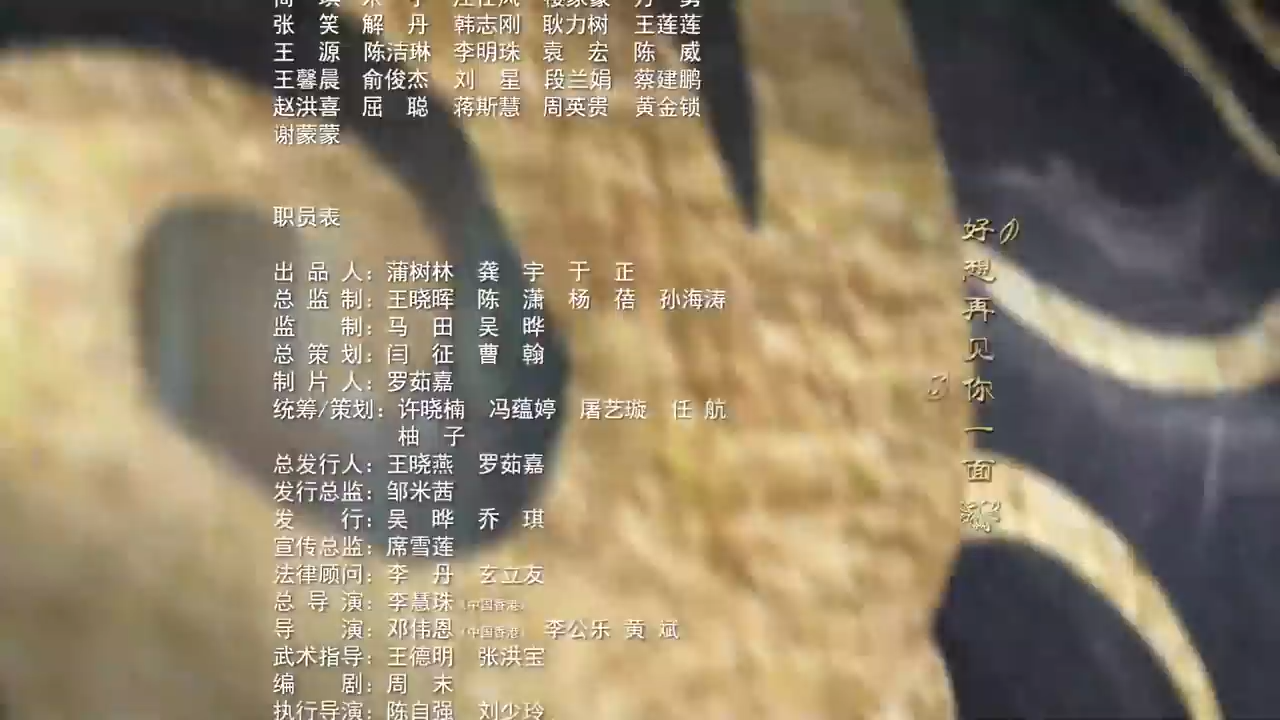 张 笑 解 丹 韩志刚 耿力树 王莲莲
王 源 陈洁琳 李明珠 袁 宏 陈 威
王馨晨 俞俊杰 刘 星 段兰娟 蔡建鹏
赵洪喜 屈 聪 蒋斯慧 周英贵 黄金锁
谢蒙蒙
职员表
出 品 人：蒲树林 龚 宇 于 正
总 监 制：王晓晖 陈 潇 杨 蓓 孙海涛
监 制：马 田 吴 晔
总 策 划：闫 征 曹 翰
制 片 人：罗茹嘉
统筹/策划：许晓楠 冯蕴婷 屠艺璇 任 航
柚 子
总发行人：王晓燕 罗茹嘉
发行总监：邹米茜
发 行：吴 晔 乔 琪
宣传总监：席雪莲
法律顾问：李 丹 玄立友
总 导 演：李慧珠（中国香港）
导 演：邓伟恩（中国香港） 李公乐 黄 斌
武术指导：王德明 张洪宝
编 剧：周 末
执行导演：陈自强 刘少玲
好想再见你一面